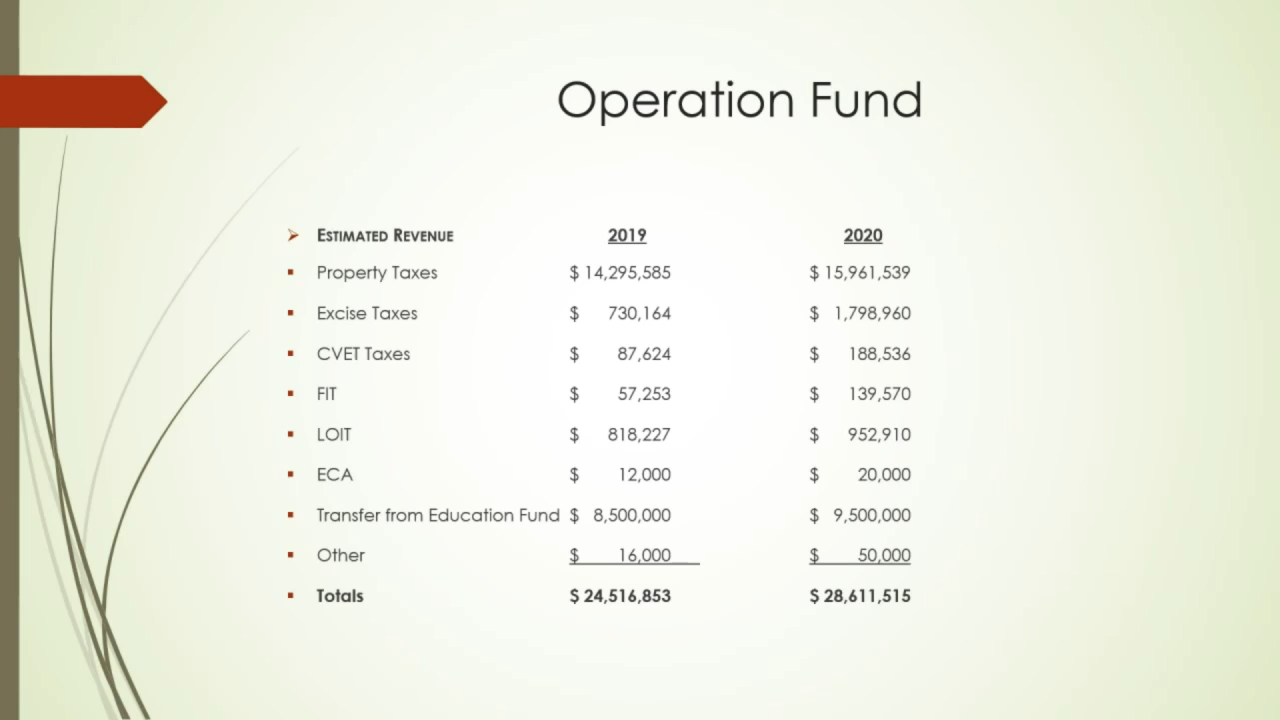 Operation Fund
ESTIMATED REVENUE 2019 2020
Property Taxes $ 14,295,585 $ 15,961,539
Excise Taxes $ 730,164 $ 1,798,960
CVET Taxes $ 87,624 $ 188,536
FIT $ 57,253 $ 139,570
LOIT $ 818,227 $ 952,910
ECA $ 12,000 $ 20,000
Transfer from Education Fund $ 8,500,000 $ 9,500,000
Other $ 16,000 $ 50,000
Totals $ 24,516,853 $ 28,611,515